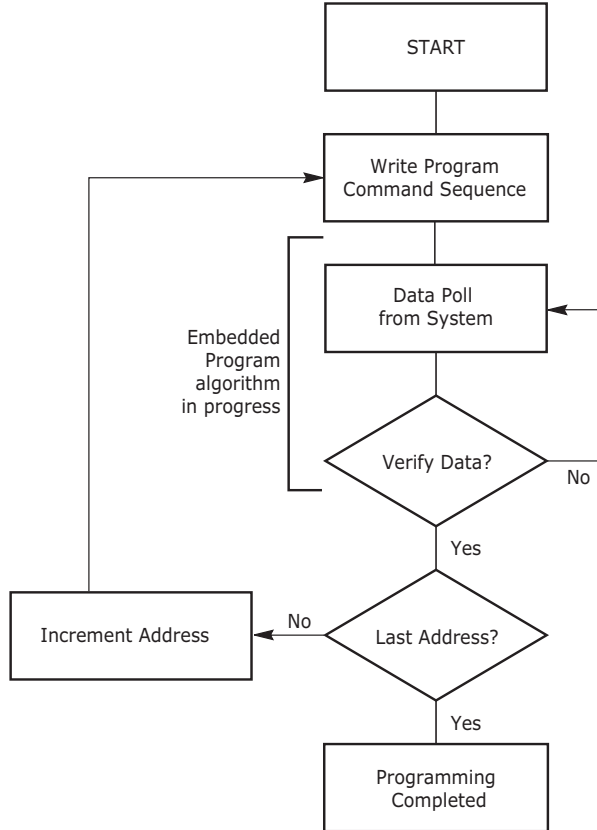 START
Write Program
Command Sequence
Data Poll
from System
Embedded
Program
algorithm
in progress
Verify Data?
No
Yes
Increment Address
No
Last Address?
Yes
Programming
Completed